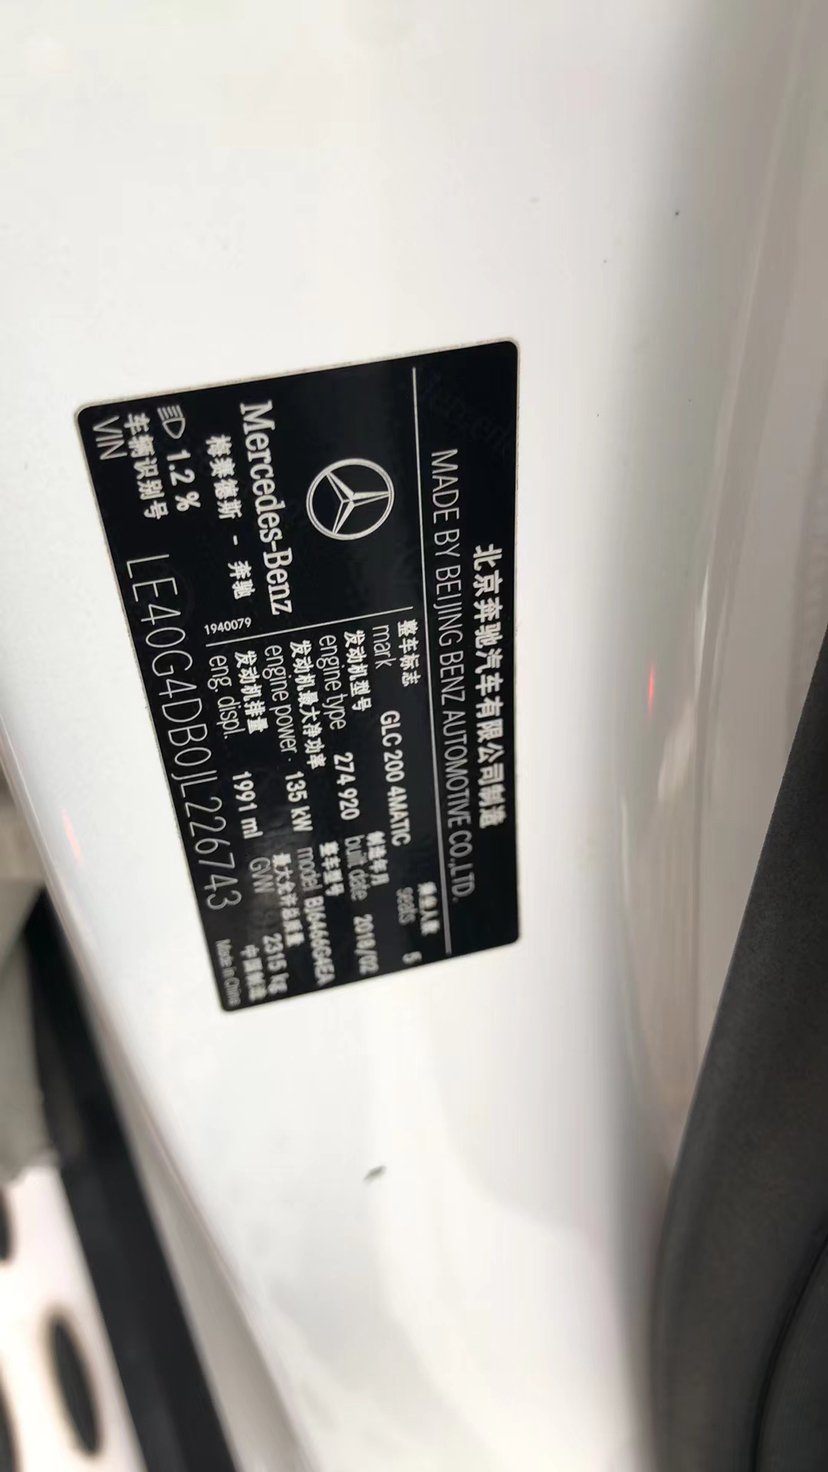 北京奔驰汽车有限公司制造
MADE BY BEIJING BENZ AUTOMOTIVE CO.,LTD.
整车标志
mark GLC 200 4MATIC
乘坐人数
seats 5
发动机型号
engine type 274 920
制造年月
built date 2018/02
发动机最大净功率
engine power 135 kW
整车型号
model BJ6466G4EA
发动机排量
eng. displ. 1991 ml
最大允许总质量
GVW 2315 kg
Mercedes-Benz
梅赛德斯 - 奔驰
1940079
1.2 %
中国制造
Made in China
车辆识别号
VIN LE40G4DB0JL226743